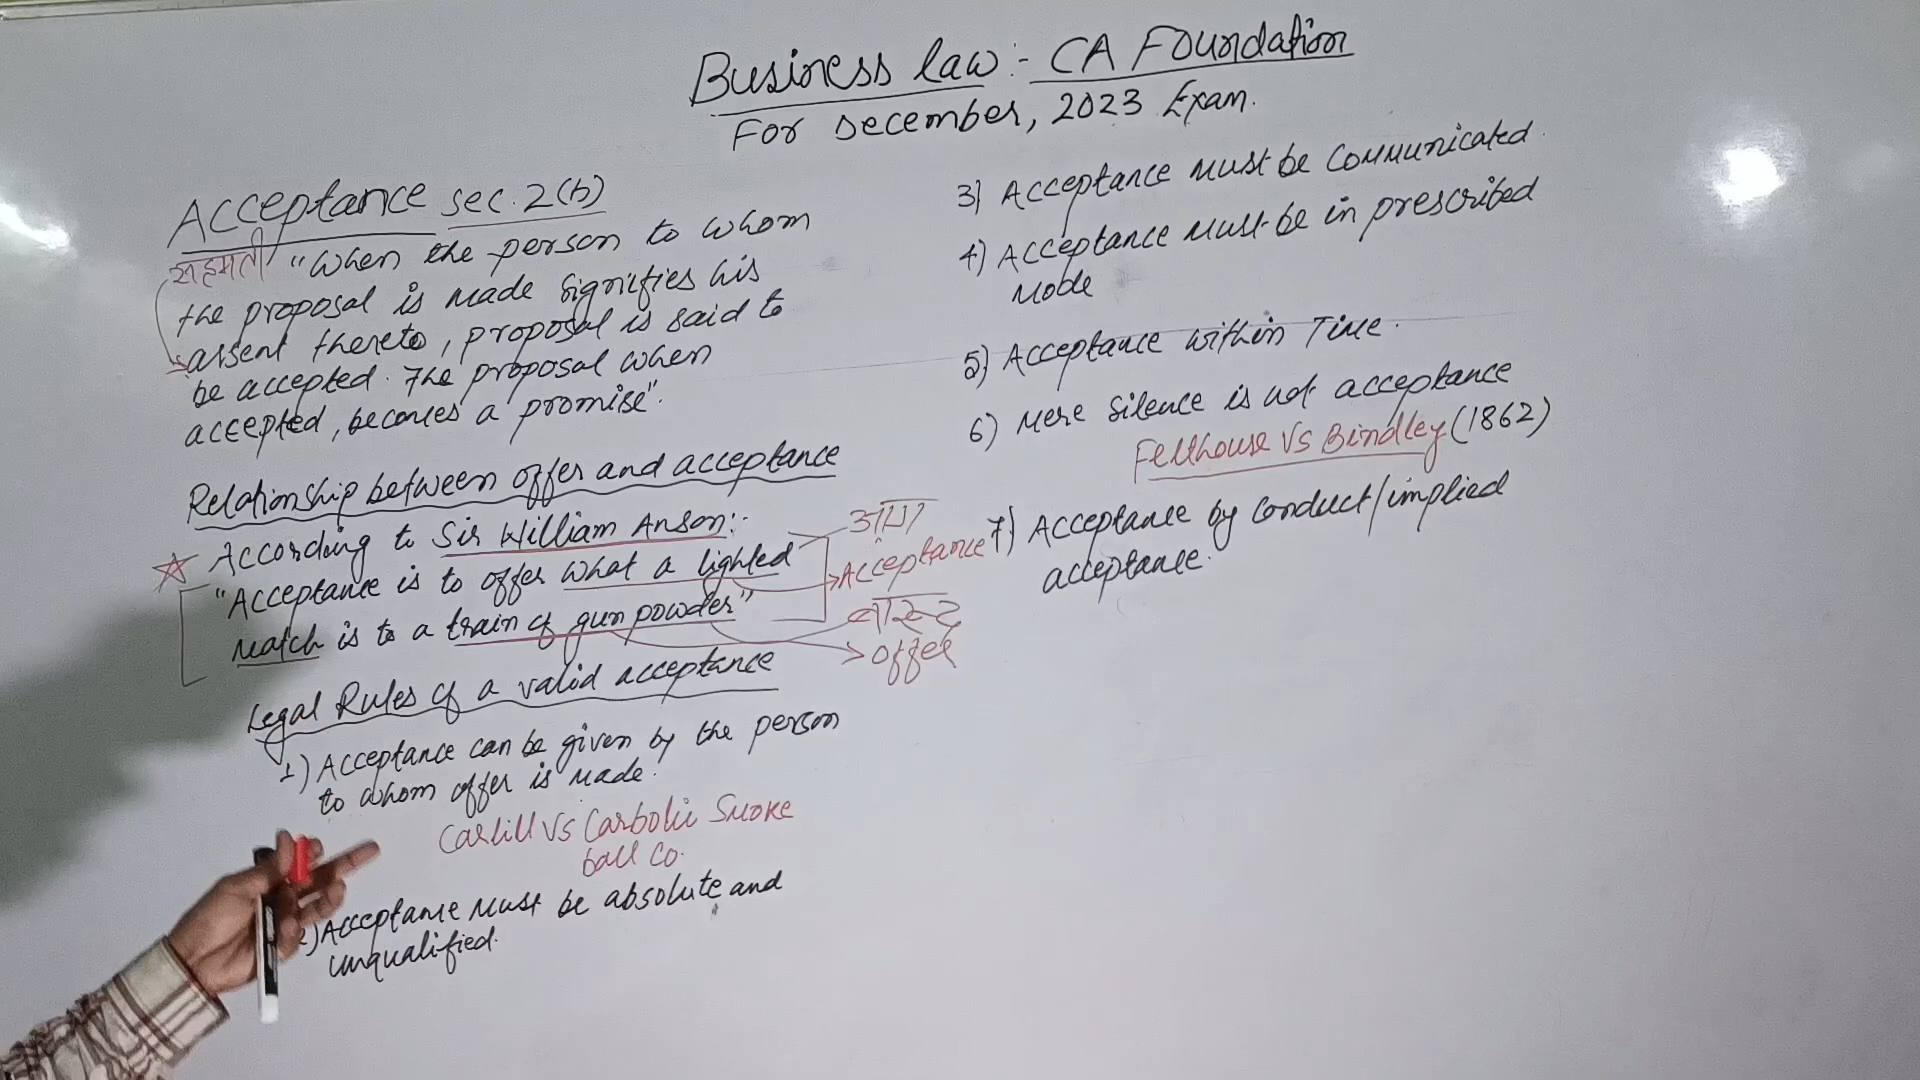 Business law :- CA Foundation
For December, 2023 Exam.
Acceptance sec. 2(b)
सहमती "When the person to whom
the proposal is made signifies his
assent thereto, proposal is said to
be accepted. The proposal when
accepted, becomes a promise".
Relationship between offer and acceptance
According to Sir William Anson:-
"Acceptance is to offer what a lighted
match is to a train of gun powder"
आग
Acceptance
offer
Legal Rules of a valid acceptance
1) Acceptance can be given by the person
to whom offer is made.
Carlill Vs Carbolic Smoke
ball Co.
2) Acceptance must be absolute and
unqualified.
3) Acceptance must be communicated.
4) Acceptance must be in prescribed
mode
5) Acceptance within Time.
6) Mere silence is not acceptance
Felthouse Vs Bindley (1862)
7) Acceptance by conduct/implied
acceptance.